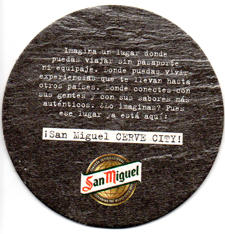 Imagina un lugar donde
puedas viajar sin pasaporte
ni equipaje. Donde puedas vivir
experiencias que te llevan hasta
otros países. Donde conectes con
sus gentes y con sus sabores más
auténticos. ¿Lo imaginas? Pues
ese lugar ya está aquí:
¡San Miguel CERVE CITY!
San Miguel